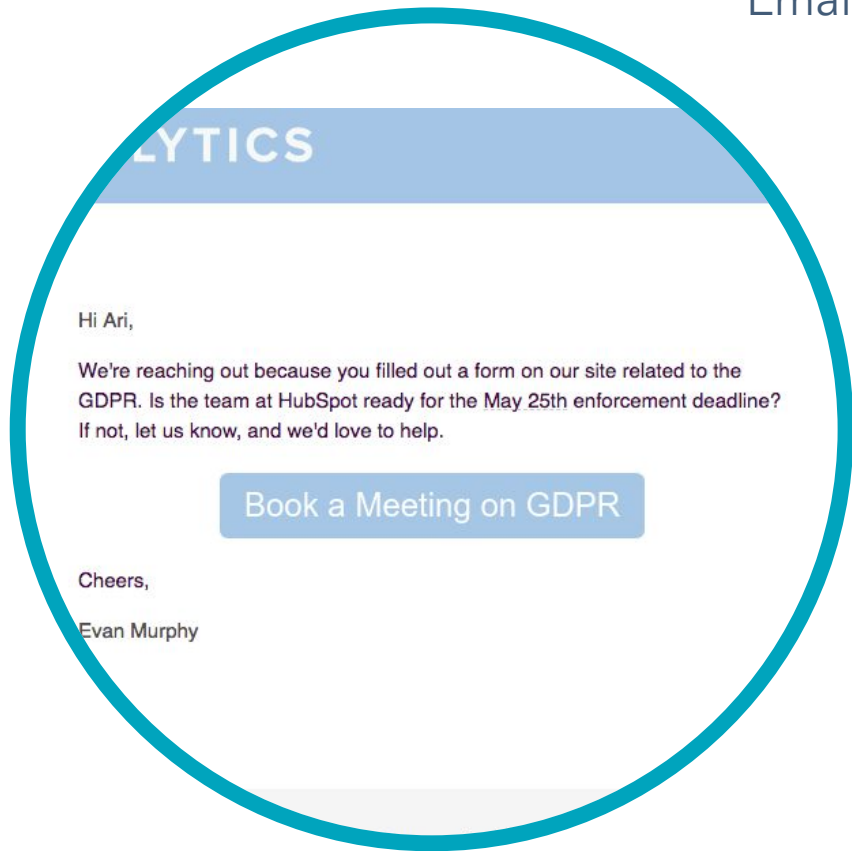 Emai
LYTICS
Hi Ari,
We're reaching out because you filled out a form on our site related to the
GDPR. Is the team at HubSpot ready for the May 25th enforcement deadline?
If not, let us know, and we'd love to help.
Book a Meeting on GDPR
Cheers,
Evan Murphy